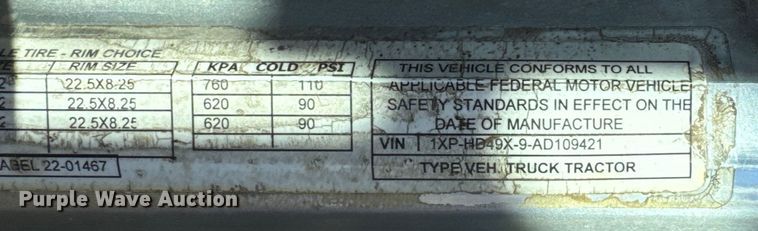 LE TIRE - RIM CHOICE
RIM SIZE KPA COLD PSI
2 22.5X8.25 760 110
22.5X8.25 620 90
2 22.5X8.25 620 90
ABEL 22-01467
THIS VEHICLE CONFORMS TO ALL
APPLICABLE FEDERAL MOTOR VEHICLE
SAFETY STANDARDS IN EFFECT ON THE
DATE OF MANUFACTURE
VIN 1XP-HD49X-9-AD109421
TYPE VEH. TRUCK TRACTOR
Purple Wave Auction